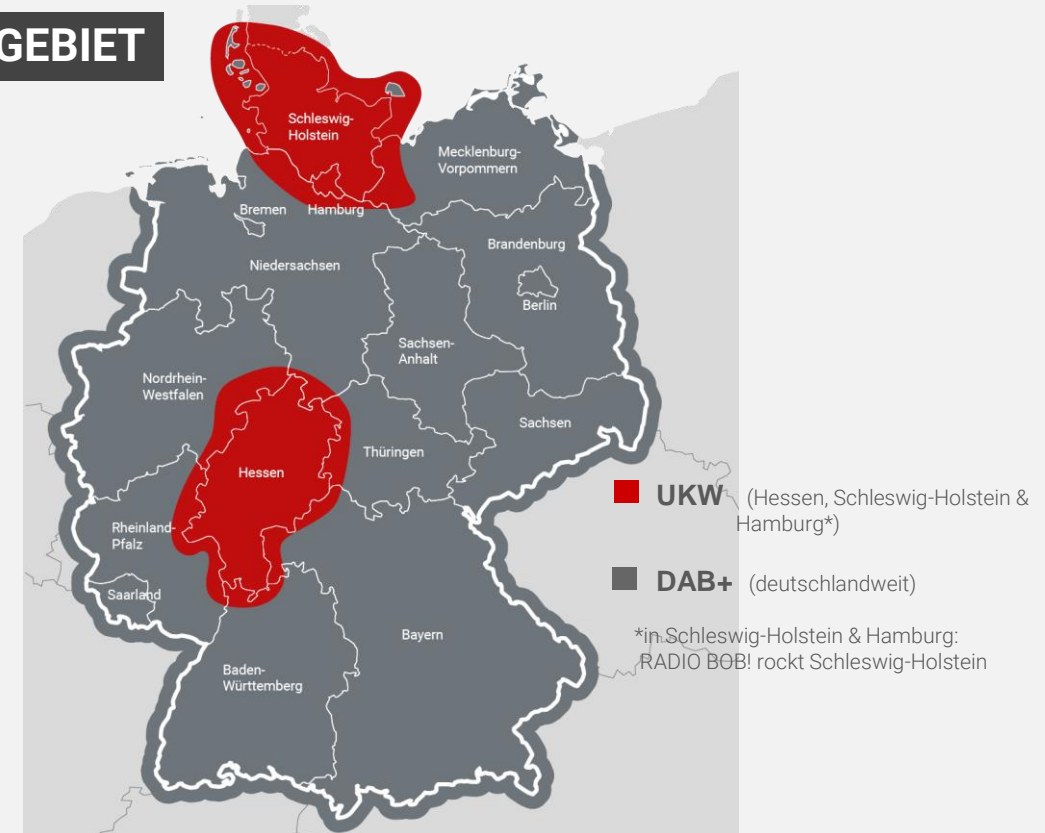 GEBIET
Schleswig-
Holstein
Mecklenburg-
Vorpommern
Bremen
Hamburg
Brandenburg
Niedersachsen
Berlin
Sachsen-
Anhalt
Nordrhein-
Westfalen
Sachsen
Thüringen
Hessen
UKW (Hessen, Schleswig-Holstein &
Hamburg*)
Rheinland-
Pfalz
DAB+ (deutschlandweit)
Saarland
*in Schleswig-Holstein & Hamburg:
RADIO BOB! rockt Schleswig-Holstein
Bayern
Baden-
Württemberg